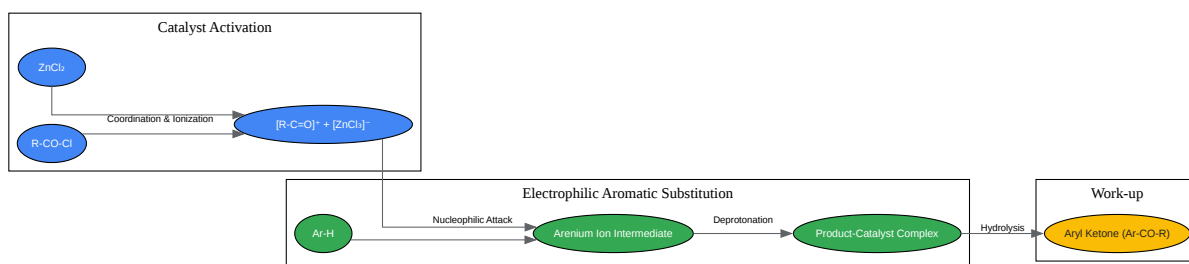 Catalyst Activation
ZnCl₂
Coordination & Ionization
[R-C=O]⁺ + [ZnCl₃]⁻
R-CO-Cl
Electrophilic Aromatic Substitution
Ar-H
Nucleophilic Attack
Arenium Ion Intermediate
Deprotonation
Product-Catalyst Complex
Hydrolysis
Work-up
Aryl Ketone (Ar-CO-R)